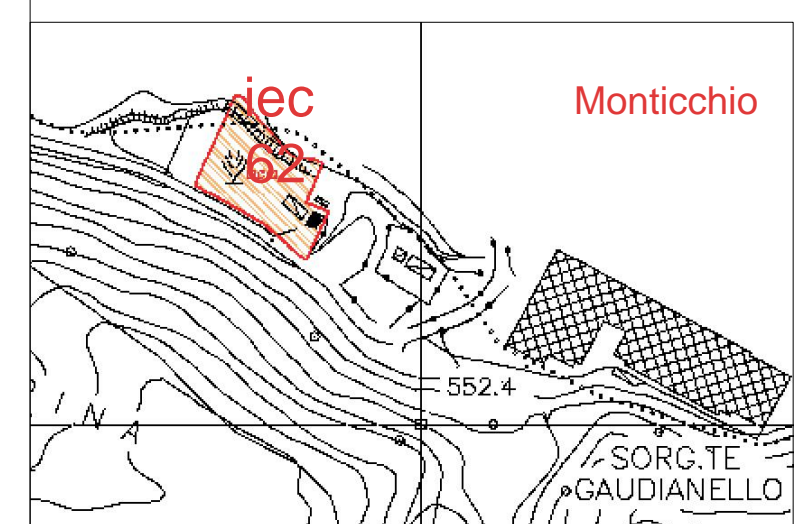 iec
62
Monticchio
552.4
I N A
SORG.TE
GAUDIANELLO